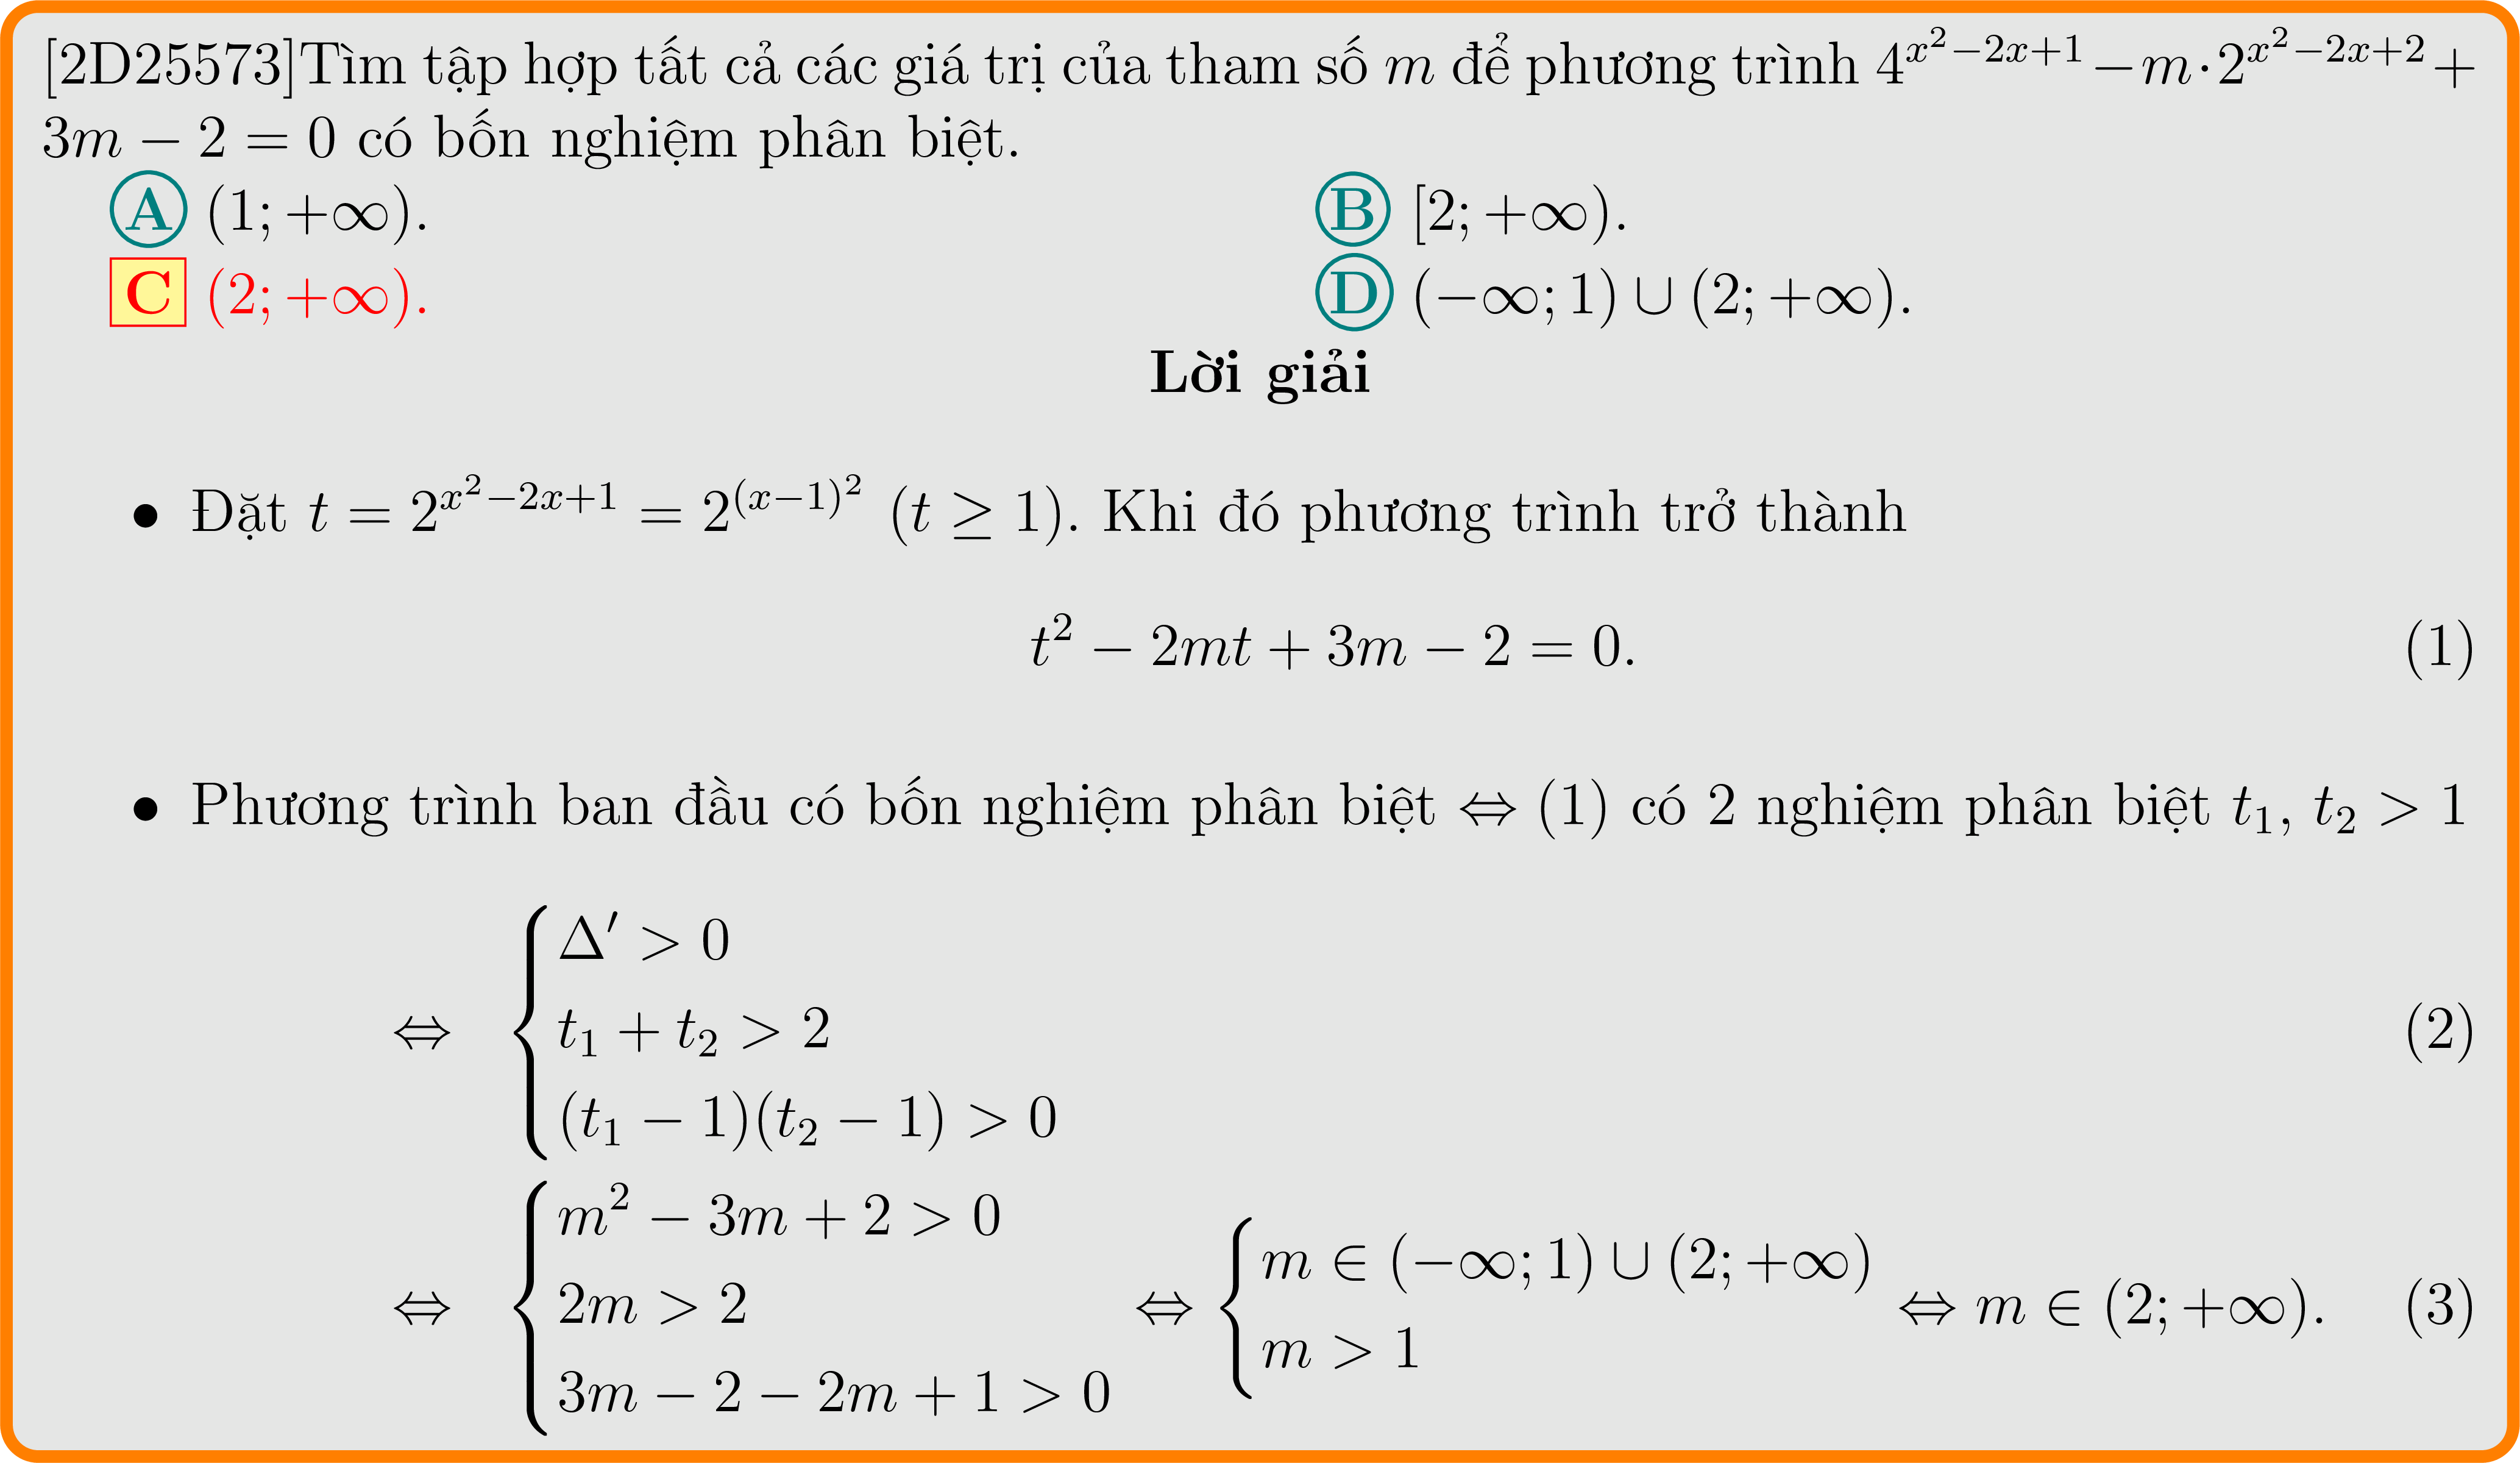 [2D25573]Tìm tập hợp tất cả các giá trị của tham số $m$ để phương trình $4^{x^2-2x+1} - m \cdot 2^{x^2-2x+2} +$
$3m - 2 = 0$ có bốn nghiệm phân biệt.
A $(1; +\infty)$. B $[2; +\infty)$.
C $(2; +\infty)$. D $(-\infty; 1) \cup (2; +\infty)$.
Lời giải
• Đặt $t = 2^{x^2-2x+1} = 2^{(x-1)^2}$ $(t \geq 1)$. Khi đó phương trình trở thành
$t^2 - 2mt + 3m - 2 = 0.$ (1)
• Phương trình ban đầu có bốn nghiệm phân biệt $\Leftrightarrow$ (1) có 2 nghiệm phân biệt $t_1, t_2 > 1$
$\Leftrightarrow \begin{cases} \Delta' > 0 \\ t_1 + t_2 > 2 \\ (t_1 - 1)(t_2 - 1) > 0 \end{cases}$ (2)
$\Leftrightarrow \begin{cases} m^2 - 3m + 2 > 0 \\ 2m > 2 \\ 3m - 2 - 2m + 1 > 0 \end{cases} \Leftrightarrow \begin{cases} m \in (-\infty; 1) \cup (2; +\infty) \\ m > 1 \end{cases} \Leftrightarrow m \in (2; +\infty).$ (3)